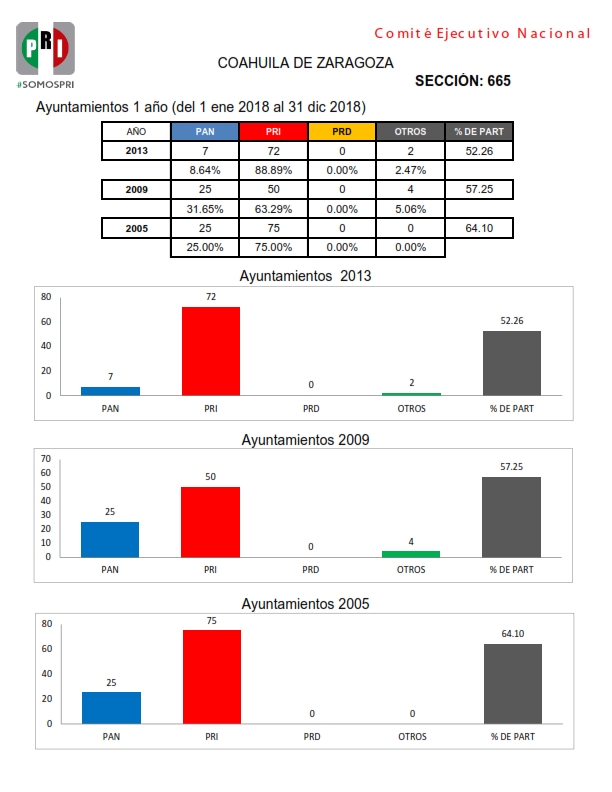 Comité Ejecutivo Nacional
PRI
#SOMOSPRI
COAHUILA DE ZARAGOZA
SECCIÓN: 665
Ayuntamientos 1 año (del 1 ene 2018 al 31 dic 2018)
AÑO PAN PRI PRD OTROS % DE PART
2013 7 72 0 2 52.26
8.64% 88.89% 0.00% 2.47%
2009 25 50 0 4 57.25
31.65% 63.29% 0.00% 5.06%
2005 25 75 0 0 64.10
25.00% 75.00% 0.00% 0.00%
Ayuntamientos 2013
80
60
40
20
0
7 72 0 2 52.26
PAN PRI PRD OTROS % DE PART
Ayuntamientos 2009
70
60
50
40
30
20
10
0
25 50 0 4 57.25
PAN PRI PRD OTROS % DE PART
Ayuntamientos 2005
80
60
40
20
0
25 75 0 0 64.10
PAN PRI PRD OTROS % DE PART